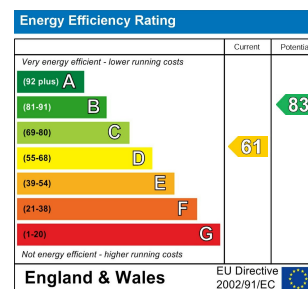 Energy Efficiency Rating
Current
Very energy efficient - lower running costs
(92 plus) A
(81-91) B
83
(69-80) C
61
(55-68) D
(39-54) E
(21-38) F
(1-20) G
Not energy efficient - higher running costs
England & Wales
EU Directive
2002/91/EC